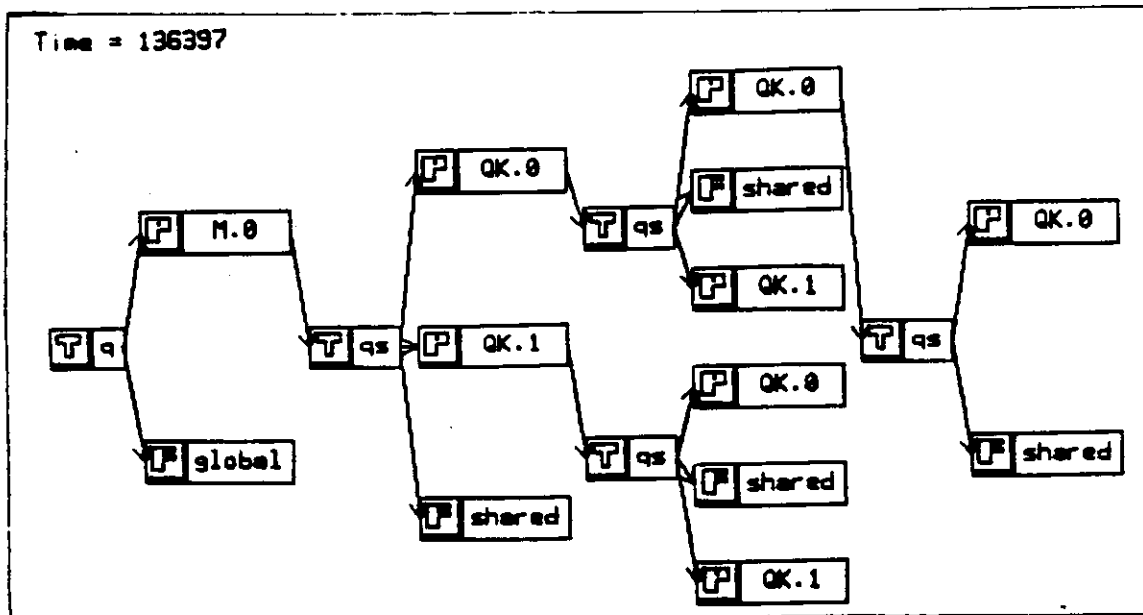 Time = 136397
T q
P M.0
F global
T qs
P QK.0
P QK.1
F shared
T qs
P QK.0
F shared
P QK.1
T qs
P QK.0
F shared
P QK.1
T qs
P QK.0
F shared